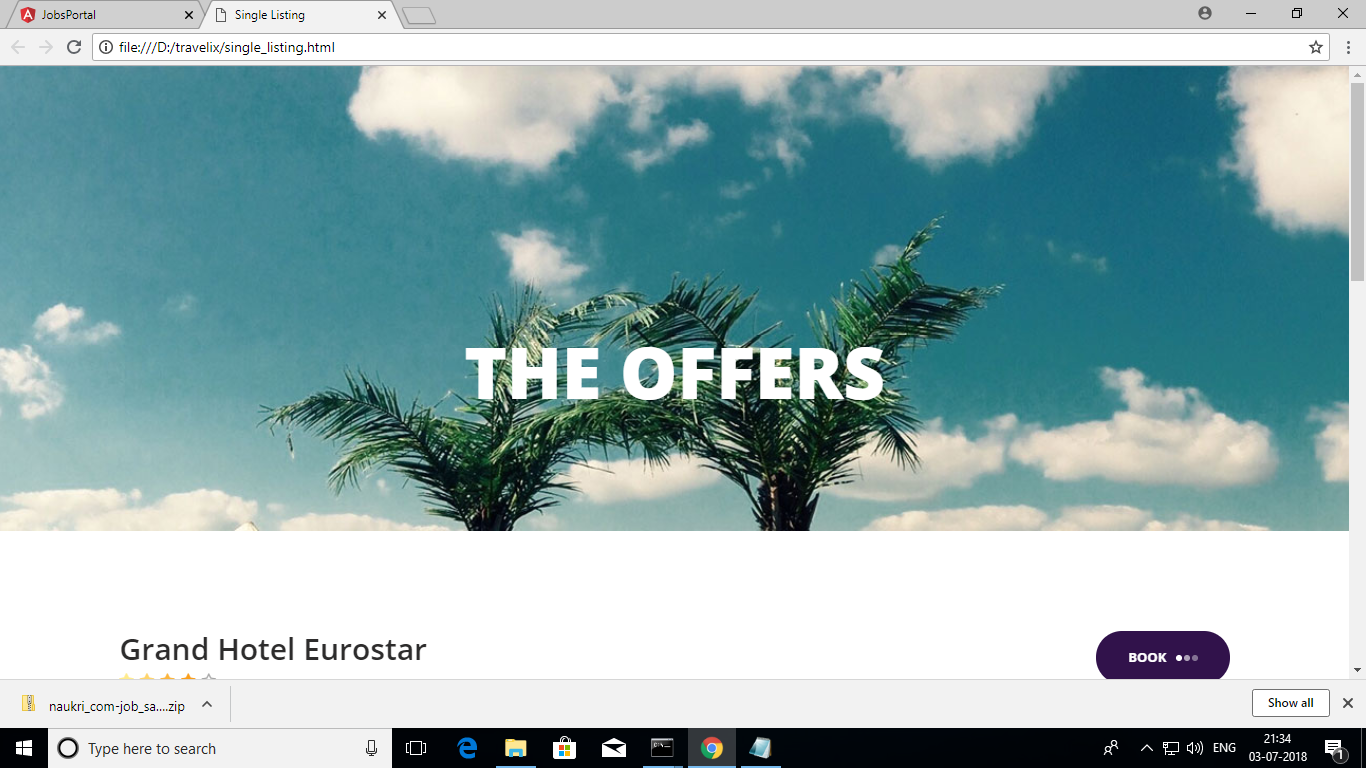 JobsPortal
Single Listing
file:///D:/travelix/single_listing.html
THE OFFERS
Grand Hotel Eurostar
BOOK
naukri_com-job_sa....zip
Show all
Type here to search
ENG
21:34
03-07-2018
1